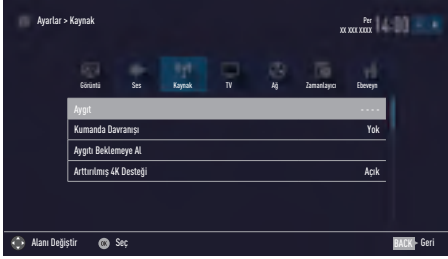 Ayarlar > Kaynak
Per
XX XXX XXXX
14:00
Görüntü Ses Kaynak TV Ağ Zamanlayıcı Ebeveyn
Aygıt - - - -
Kumanda Davranışı Yok
Aygıtı Beklemeye Al
Arttırılmış 4K Desteği Açık
Alanı Değiştir OK Seç BACK - Geri